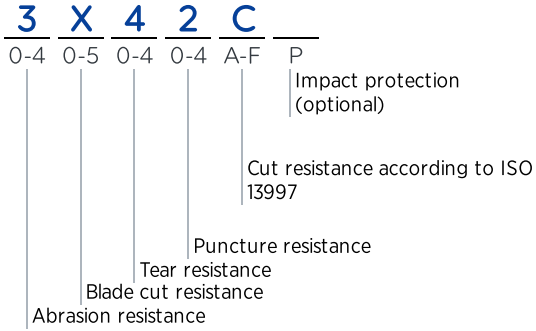 3 X 4 2 C
0-4 0-5 0-4 0-4 A-F P
Impact protection
(optional)
Cut resistance according to ISO
13997
Puncture resistance
Tear resistance
Blade cut resistance
Abrasion resistance